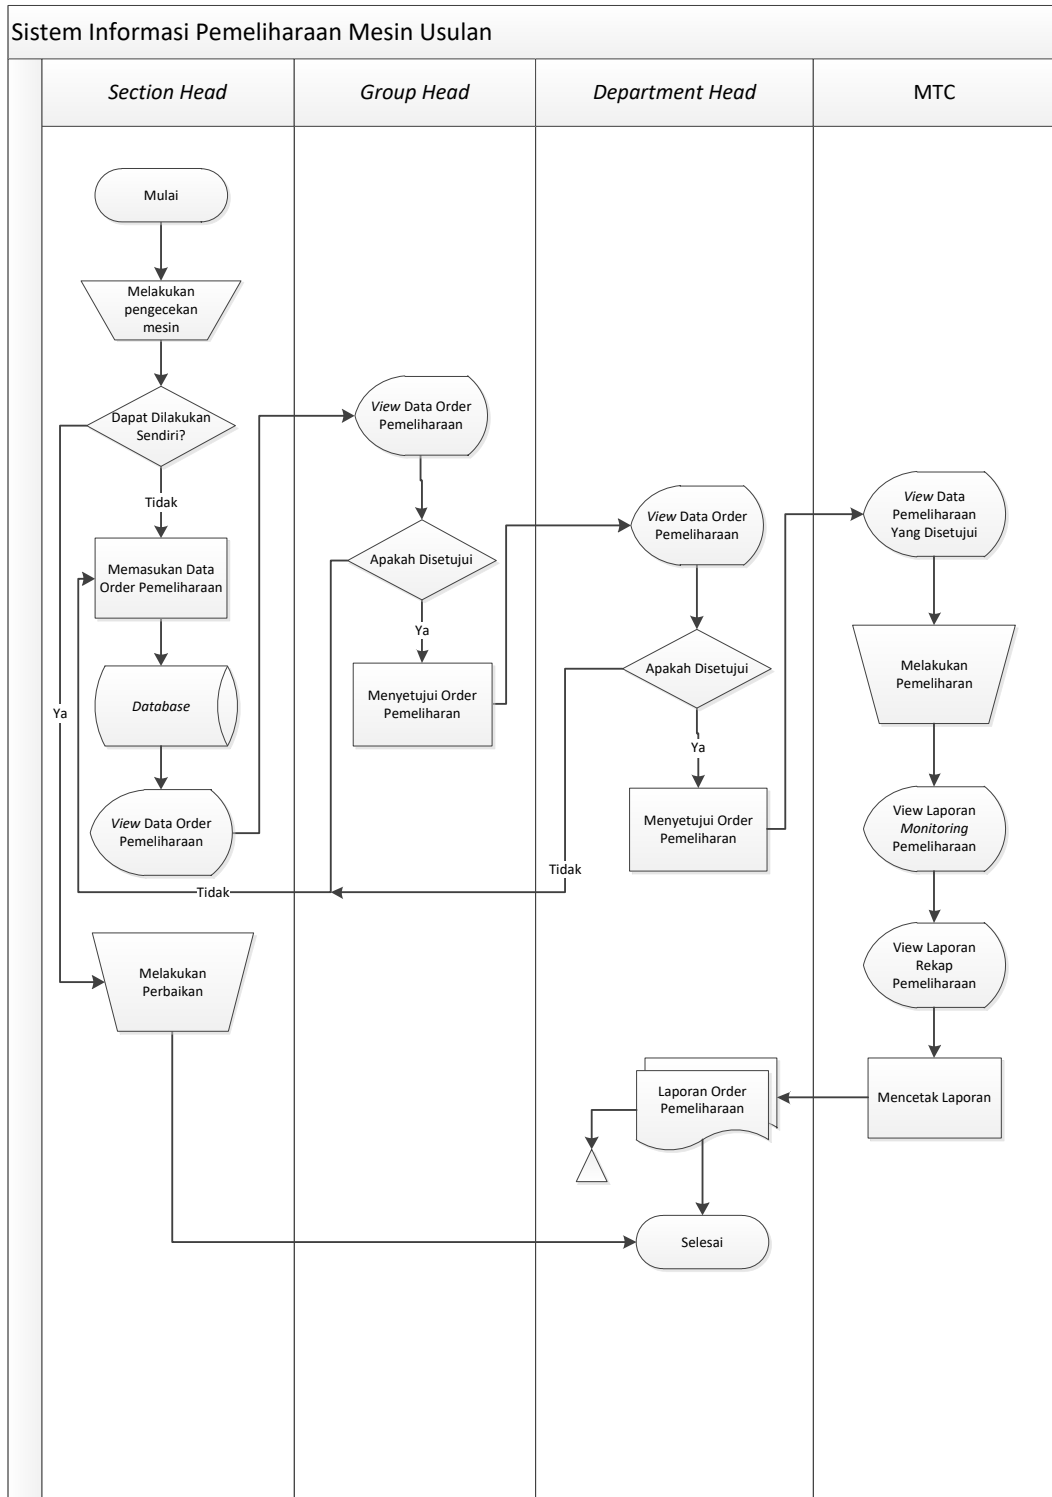 Sistem Informasi Pemeliharaan Mesin Usulan
Section Head
Group Head
Department Head
MTC
Mulai
Melakukan
pengecekan
mesin
Dapat Dilakukan
Sendiri?
Tidak
Memasukan Data
Order Pemeliharaan
Ya
Database
View Data Order
Pemeliharaan
Tidak
Melakukan
Perbaikan
View Data Order
Pemeliharaan
Apakah Disetujui
Ya
Menyetujui Order
Pemeliharan
View Data Order
Pemeliharaan
Apakah Disetujui
Ya
Menyetujui Order
Pemeliharan
Tidak
View Data
Pemeliharaan
Yang Disetujui
Melakukan
Pemeliharan
View Laporan
Monitoring
Pemeliharaan
View Laporan
Rekap
Pemeliharaan
Mencetak Laporan
Laporan Order
Pemeliharaan
Selesai